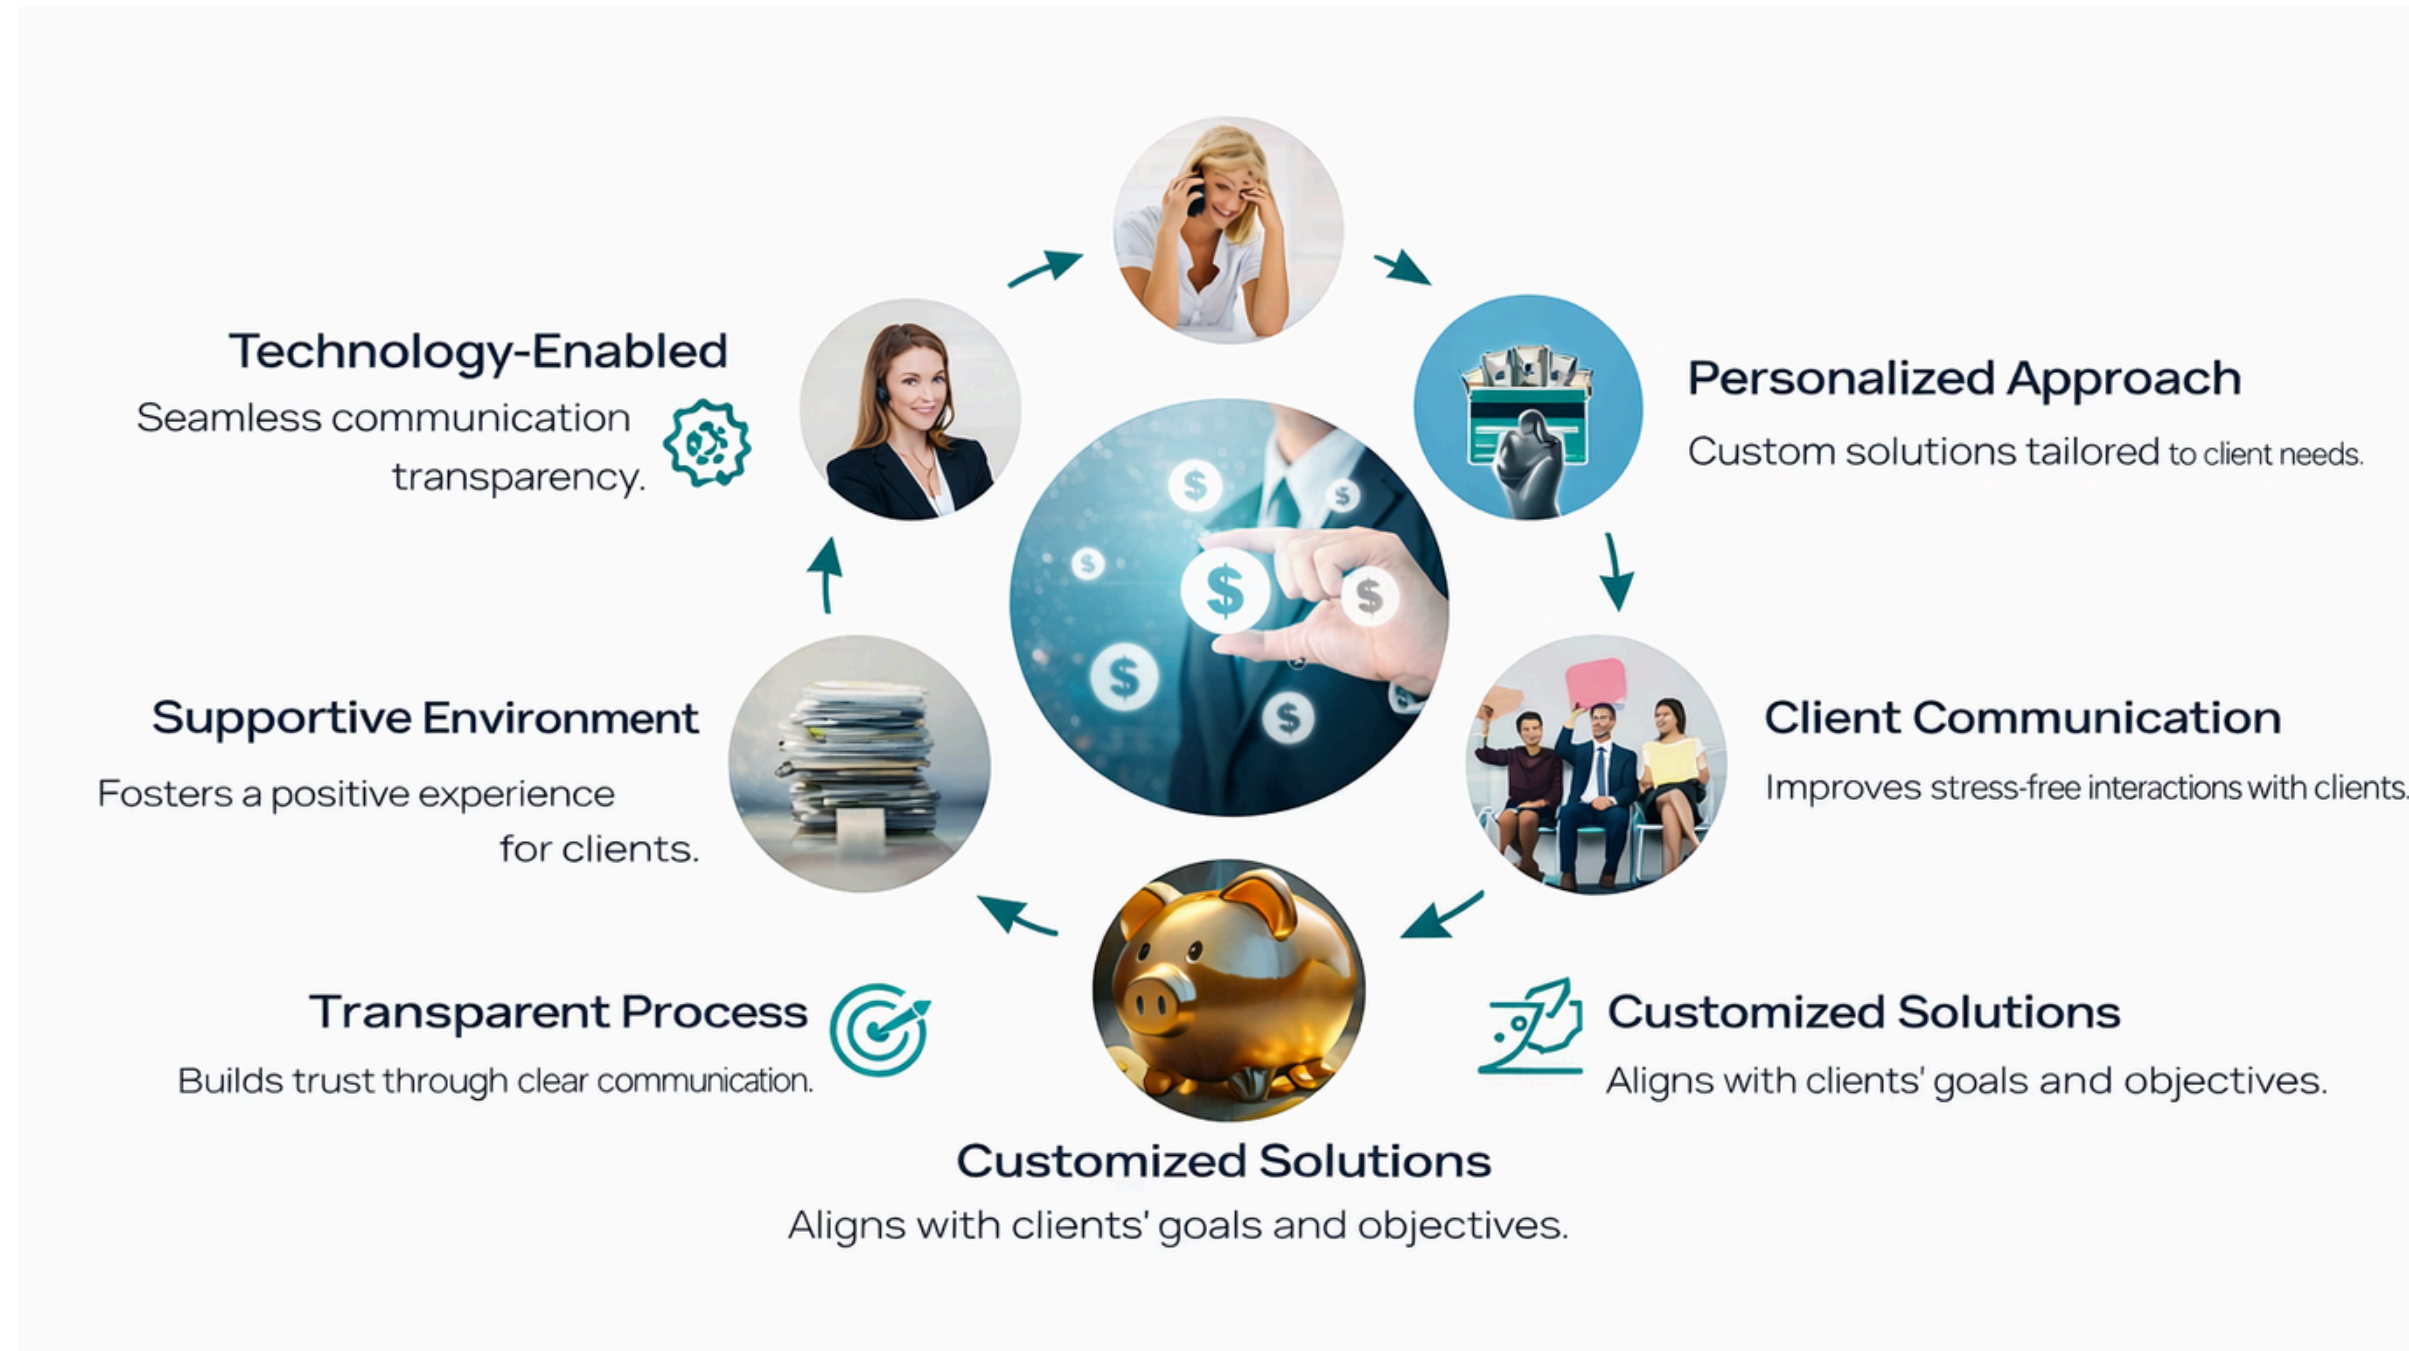 Technology-Enabled
Seamless communication
transparency.
Personalized Approach
Custom solutions tailored to client needs.
$
$
$
$
$
$
$
Supportive Environment
Fosters a positive experience
for clients.
Client Communication
Improves stress-free interactions with clients.
Transparent Process
Builds trust through clear communication.
Customized Solutions
Aligns with clients' goals and objectives.
Customized Solutions
Aligns with clients' goals and objectives.